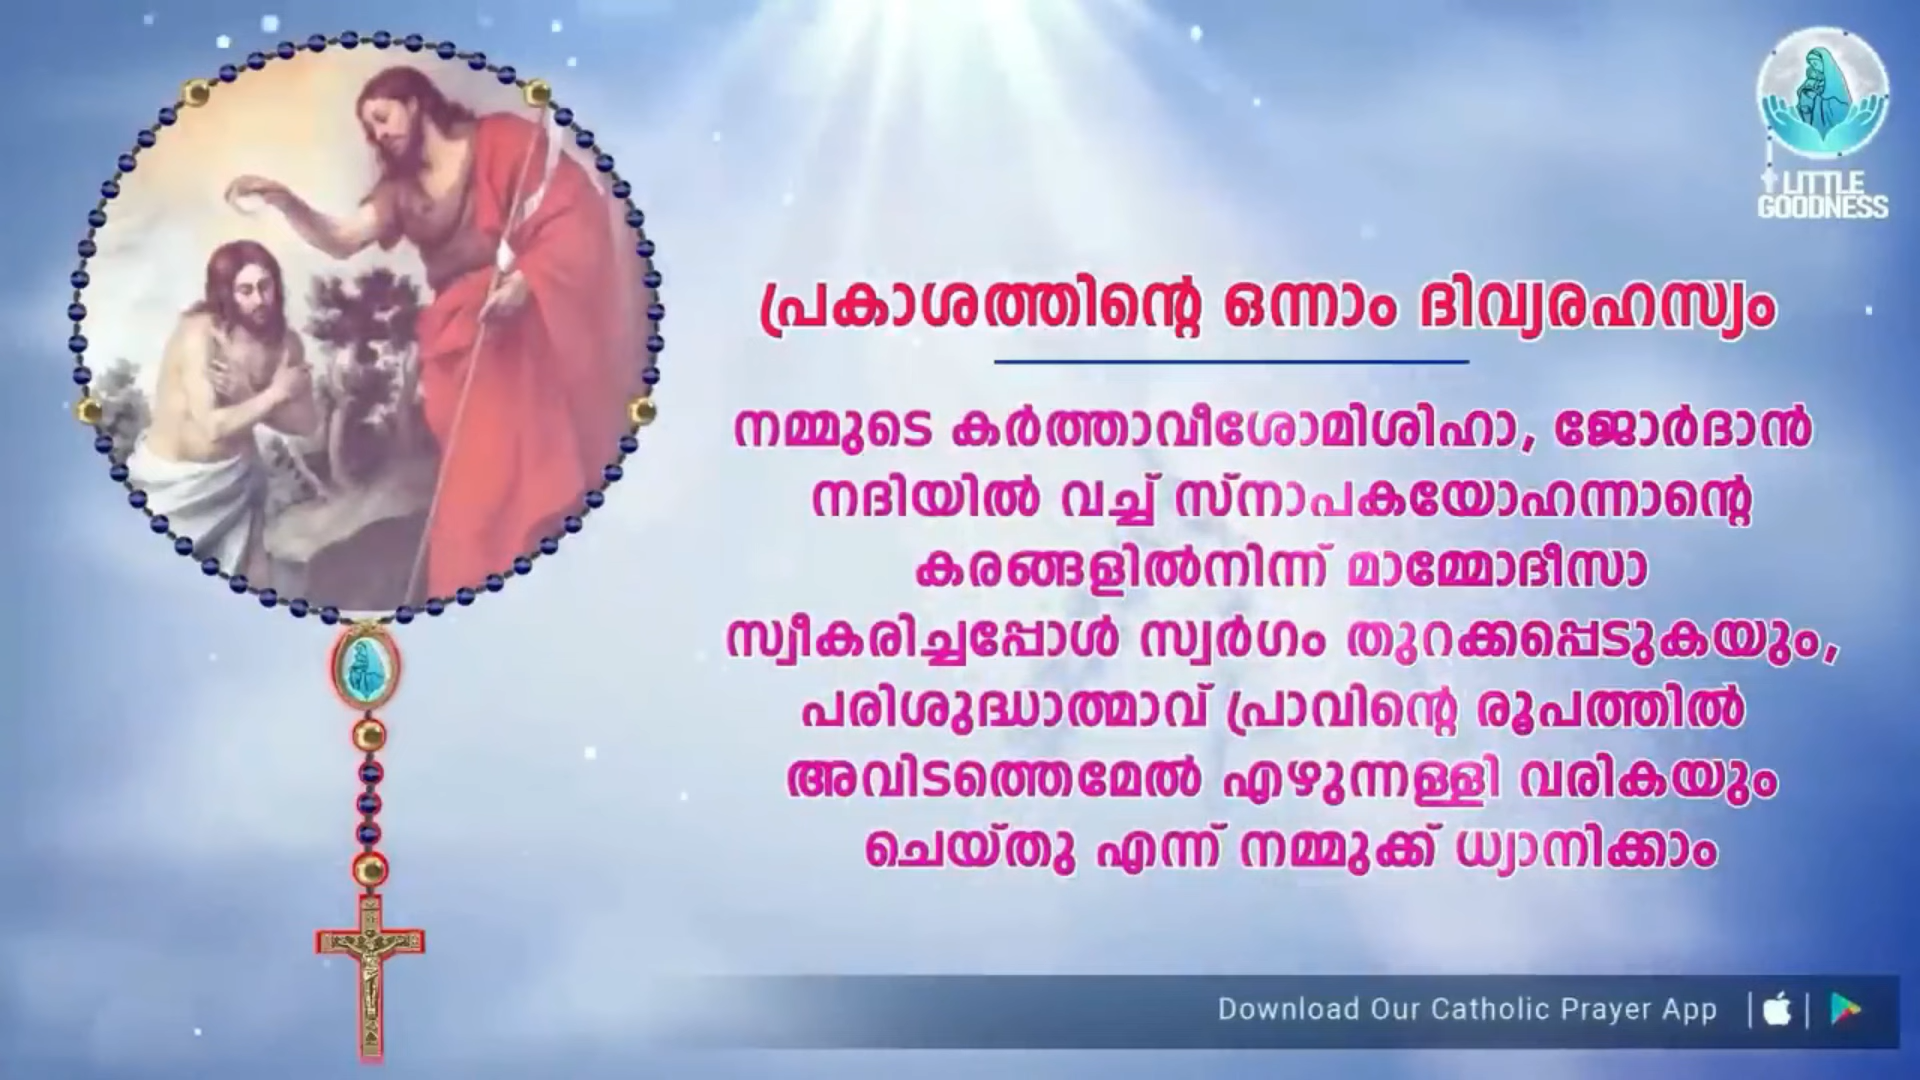 LITTLE
GOODNESS
പ്രകാശത്തിന്റെ ഒന്നാം ദിവ്യരഹസ്യം
നമ്മുടെ കർത്താവീശോമിശിഹാ, ജോർദാൻ
നദിയിൽ വച്ച് സ്നാപകയോഹന്നാന്റെ
കരങ്ങളിൽനിന്ന് മാമ്മോദീസാ
സ്വീകരിച്ചപ്പോൾ സ്വർഗം തുറക്കപ്പെടുകയും,
പരിശുദ്ധാത്മാവ് പ്രാവിന്റെ രൂപത്തിൽ
അവിടത്തെമേൽ എഴുന്നള്ളി വരികയും
ചെയ്തു എന്ന് നമ്മുക്ക് ധ്യാനിക്കാം
Download Our Catholic Prayer App